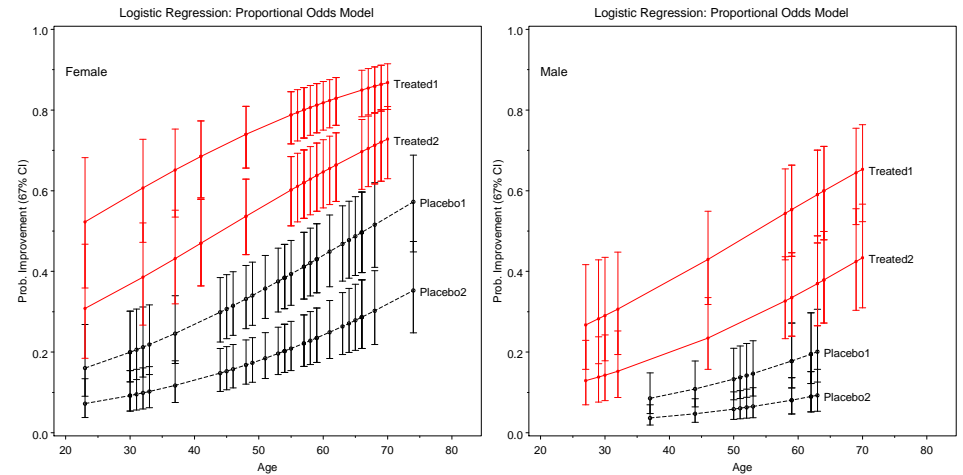 Logistic Regression: Proportional Odds Model
1.0
Female
0.8
Treated1
Treated2
0.6
Placebo1
0.4
Placebo2
0.2
0.0
Prob. Improvement (67% CI)
20 30 40 50 60 70 80
Age
Logistic Regression: Proportional Odds Model
1.0
Male
0.8
Treated1
0.6
Treated2
0.4
Placebo1
0.2
Placebo2
0.0
Prob. Improvement (67% CI)
20 30 40 50 60 70 80
Age